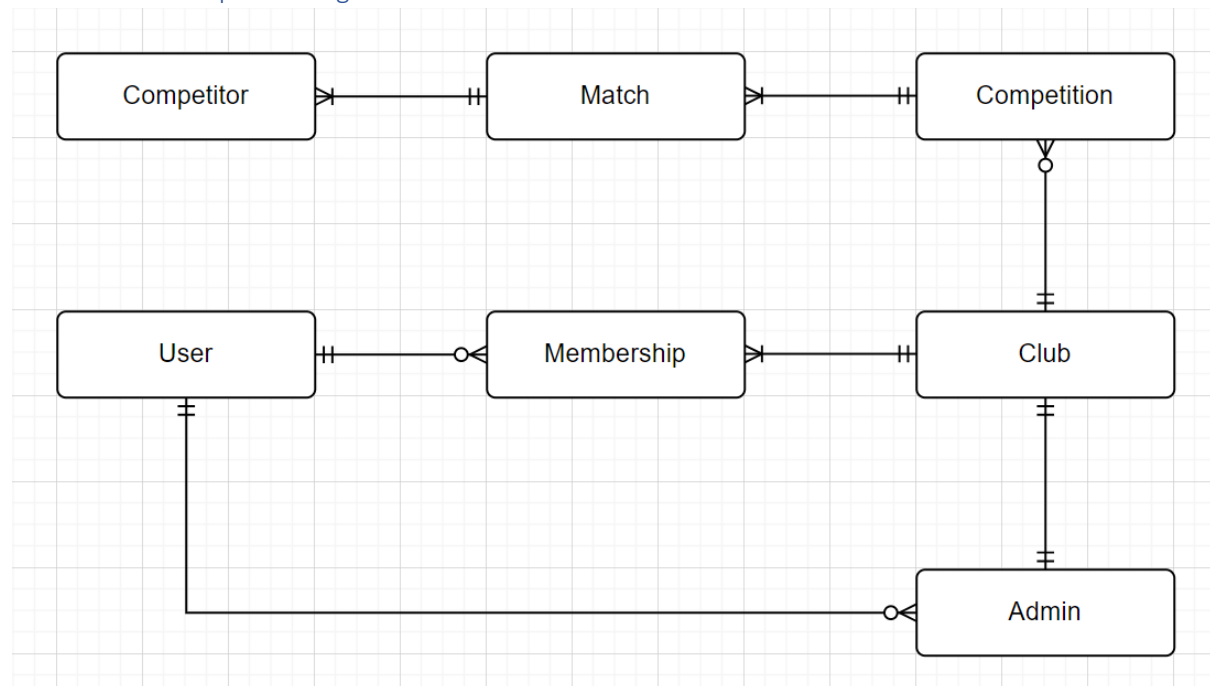 Competitor
Match
Competition
User
Membership
Club
Admin